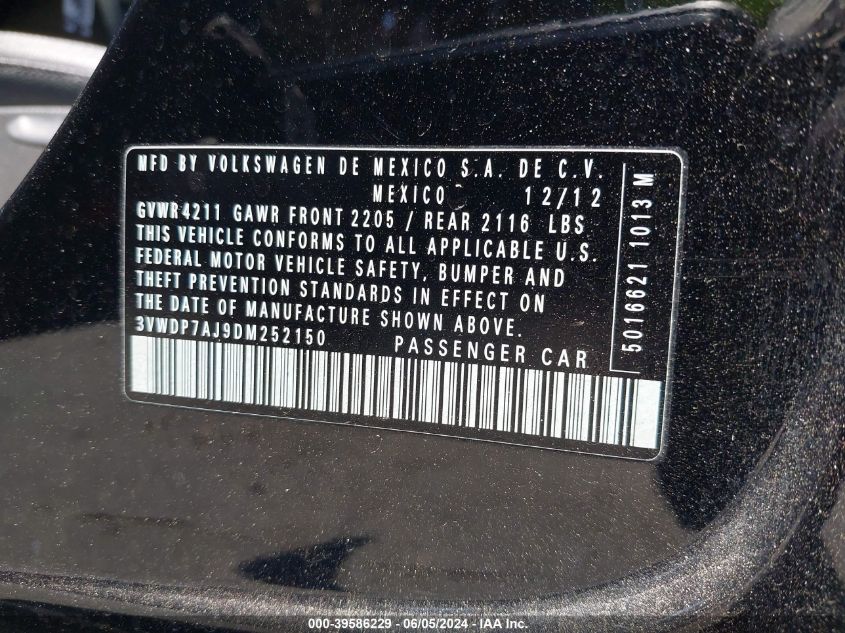 MFD BY VOLKSWAGEN DE MEXICO S.A. DE C.V.
MEXICO 12/12
GVWR 4211 GAWR FRONT 2205 / REAR 2116 LBS
THIS VEHICLE CONFORMS TO ALL APPLICABLE U.S.
FEDERAL MOTOR VEHICLE SAFETY, BUMPER AND
THEFT PREVENTION STANDARDS IN EFFECT ON
THE DATE OF MANUFACTURE SHOWN ABOVE.
3VWDP7AJ9DM252150 PASSENGER CAR
5016621 1013 M
000-39586229 - 06/05/2024 - IAA Inc.